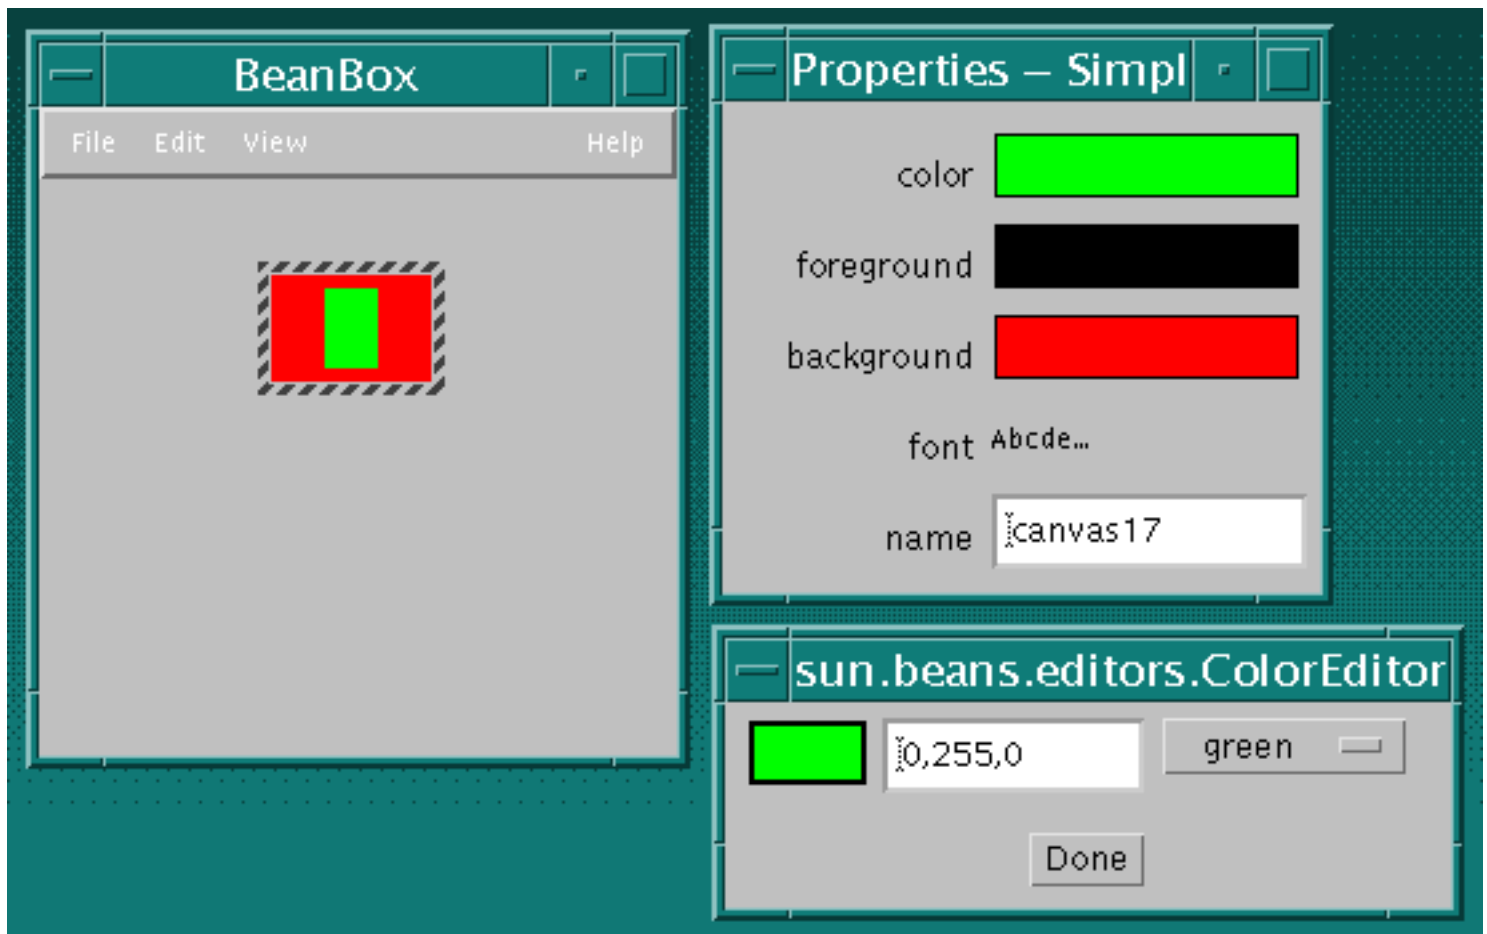 BeanBox
File Edit View Help
Properties – Simpl
color
foreground
background
font Abcde...
name canvas17
sun.beans.editors.ColorEditor
0,255,0 green
Done